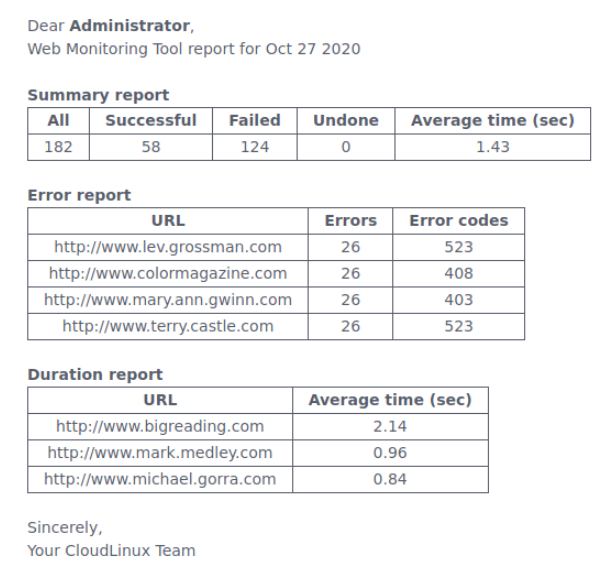 Dear Administrator,
Web Monitoring Tool report for Oct 27 2020
Summary report
All Successful Failed Undone Average time (sec)
182 58 124 0 1.43
Error report
URL Errors Error codes
http://www.lev.grossman.com 26 523
http://www.colormagazine.com 26 408
http://www.mary.ann.gwinn.com 26 403
http://www.terry.castle.com 26 523
Duration report
URL Average time (sec)
http://www.bigreading.com 2.14
http://www.mark.medley.com 0.96
http://www.michael.gorra.com 0.84
Sincerely,
Your CloudLinux Team